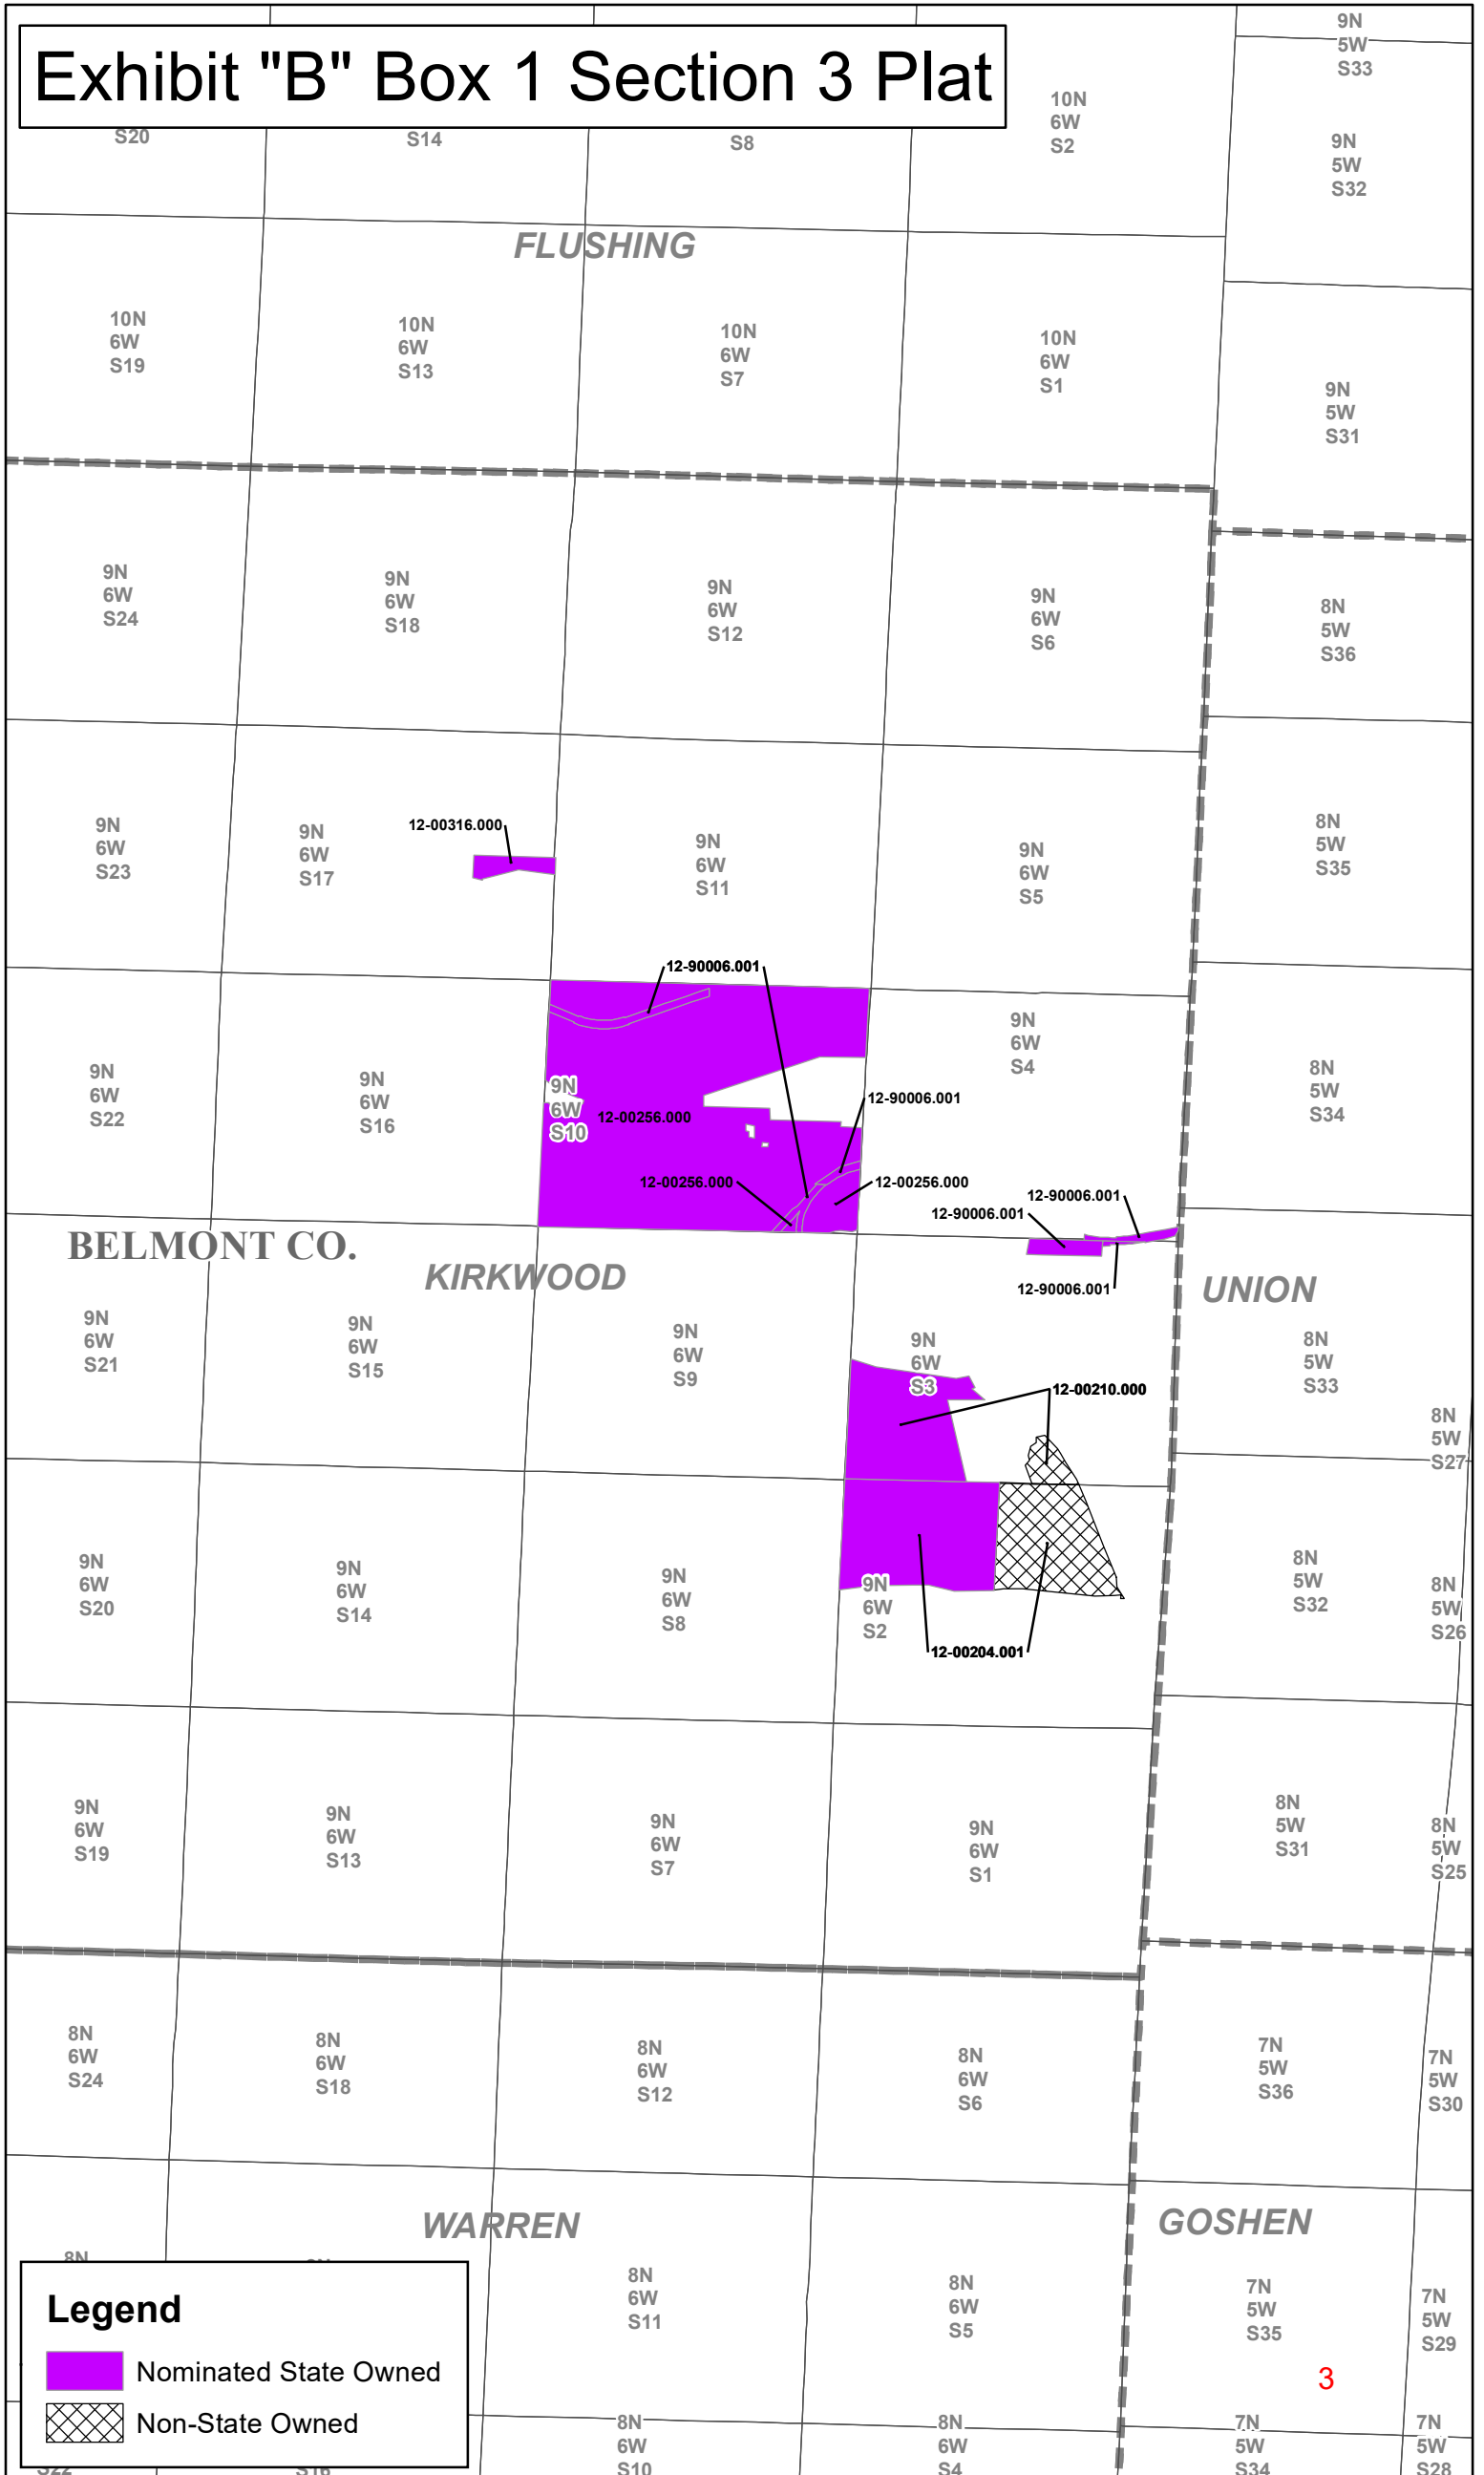 Exhibit "B" Box 1 Section 3 Plat
9N
5W
S33
10N
6W
S2
S20
S14
S8
9N
5W
S32
FLUSHING
10N
6W
S19
10N
6W
S13
10N
6W
S7
10N
6W
S1
9N
5W
S31
9N
6W
S24
9N
6W
S18
9N
6W
S12
9N
6W
S6
8N
5W
S36
9N
6W
S23
9N
6W
S17
12-00316.000
9N
6W
S11
9N
6W
S5
8N
5W
S35
12-90006.001
9N
6W
S22
9N
6W
S16
9N
6W
S10
12-00256.000
9N
6W
S4
12-90006.001
8N
5W
S34
12-00256.000
12-00256.000
12-90006.001
12-90006.001
12-90006.001
BELMONT CO.
KIRKWOOD
UNION
9N
6W
S21
9N
6W
S15
9N
6W
S9
9N
6W
S3
12-00210.000
8N
5W
S33
8N
5W
S27
9N
6W
S20
9N
6W
S14
9N
6W
S8
9N
6W
S2
12-00204.001
8N
5W
S32
8N
5W
S26
9N
6W
S19
9N
6W
S13
9N
6W
S7
9N
6W
S1
8N
5W
S31
8N
5W
S25
8N
6W
S24
8N
6W
S18
8N
6W
S12
8N
6W
S6
7N
5W
S36
7N
5W
S30
WARREN
GOSHEN
8N
8N
6W
S11
8N
6W
S5
7N
5W
S35
7N
5W
S29
Legend
Nominated State Owned
Non-State Owned
3
S22
S16
8N
6W
S10
8N
6W
S4
7N
5W
S34
7N
5W
S28